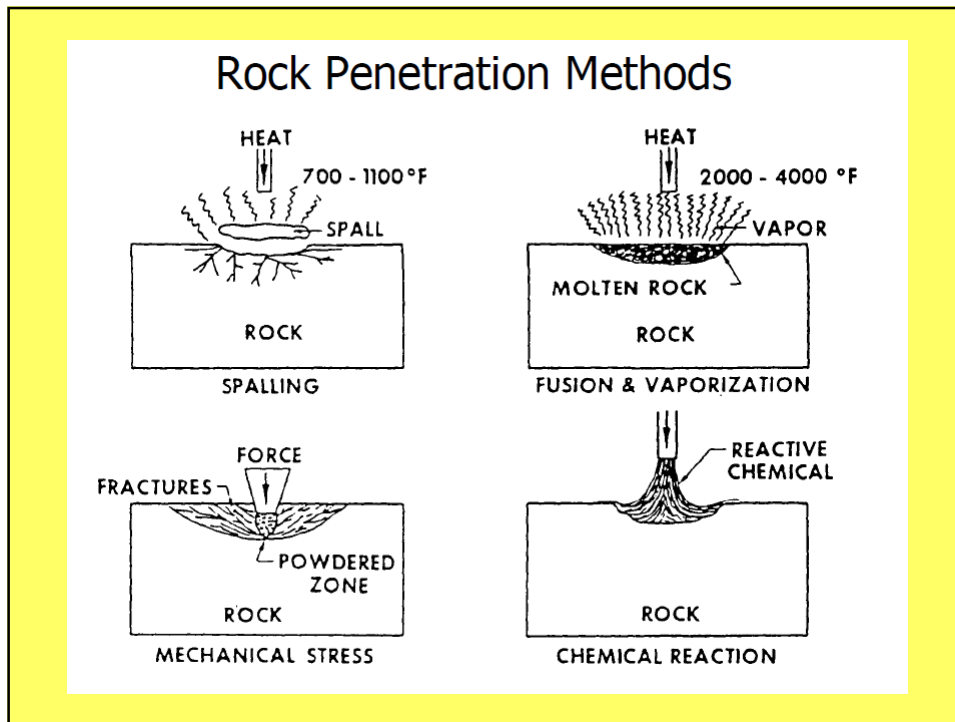 Rock Penetration Methods
HEAT
700 - 1100 °F
SPALL
ROCK
SPALLING
HEAT
2000 - 4000 °F
VAPOR
MOLTEN ROCK
ROCK
FUSION & VAPORIZATION
FORCE
FRACTURES
POWDERED
ZONE
ROCK
MECHANICAL STRESS
REACTIVE
CHEMICAL
ROCK
CHEMICAL REACTION